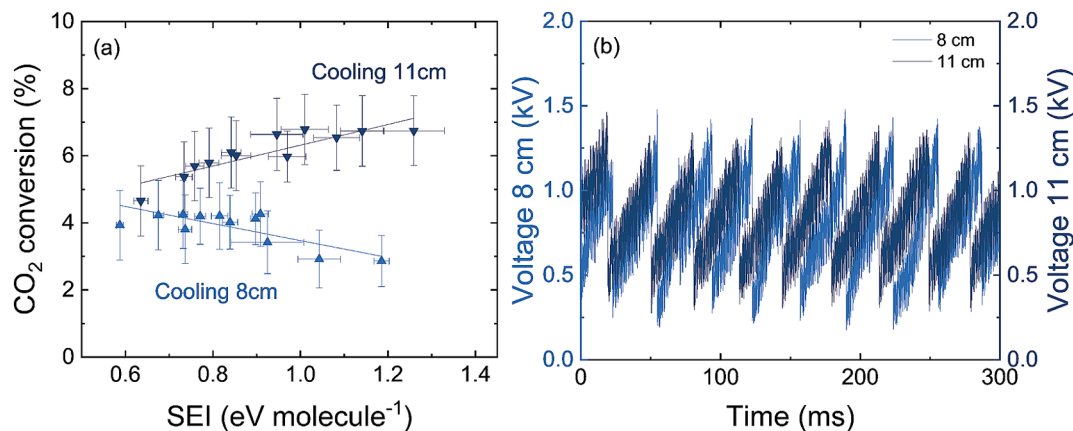 (a)
Cooling 11cm
Cooling 8cm
CO₂ conversion (%)
10
8
6
4
2
0
0.6 0.8 1.0 1.2 1.4
SEI (eV molecule⁻¹)
(b)
8 cm
11 cm
Voltage 8 cm (kV)
2.0
1.5
1.0
0.5
0.0
Voltage 11 cm (kV)
2.0
1.5
1.0
0.5
0.0
0 100 200 300
Time (ms)